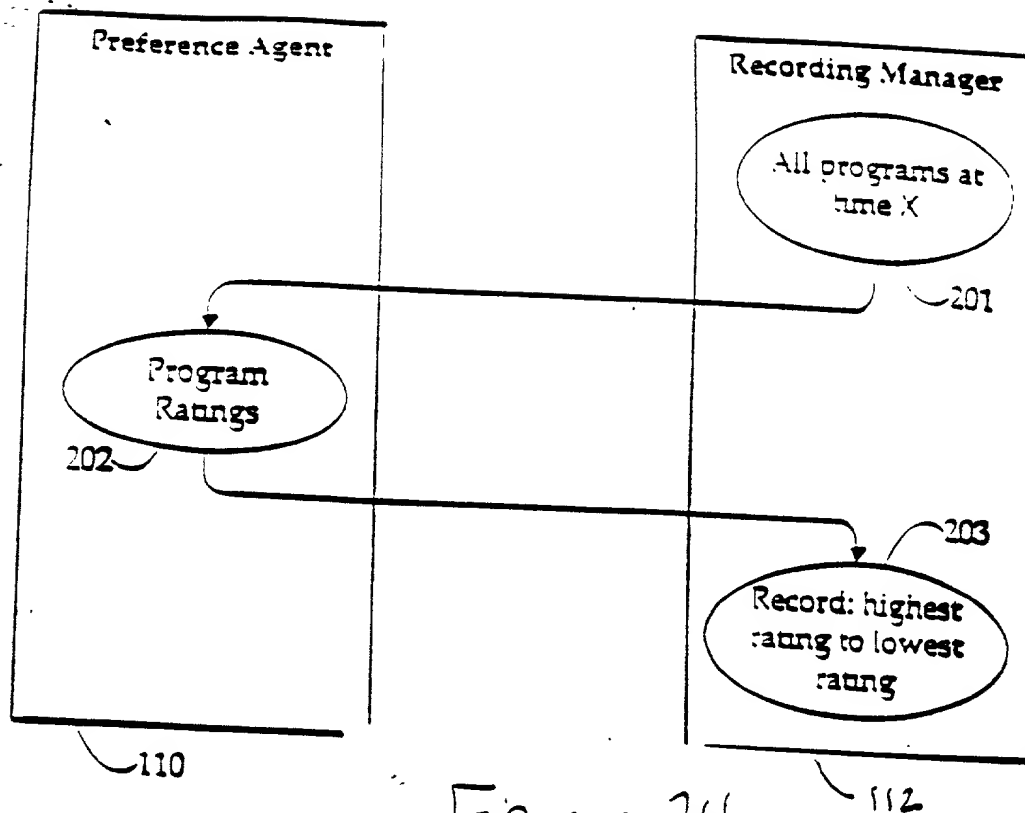 Preference Agent
Recording Manager
All programs at
time X
201
Program
Ratings
202
203
Record: highest
rating to lowest
rating
110
112